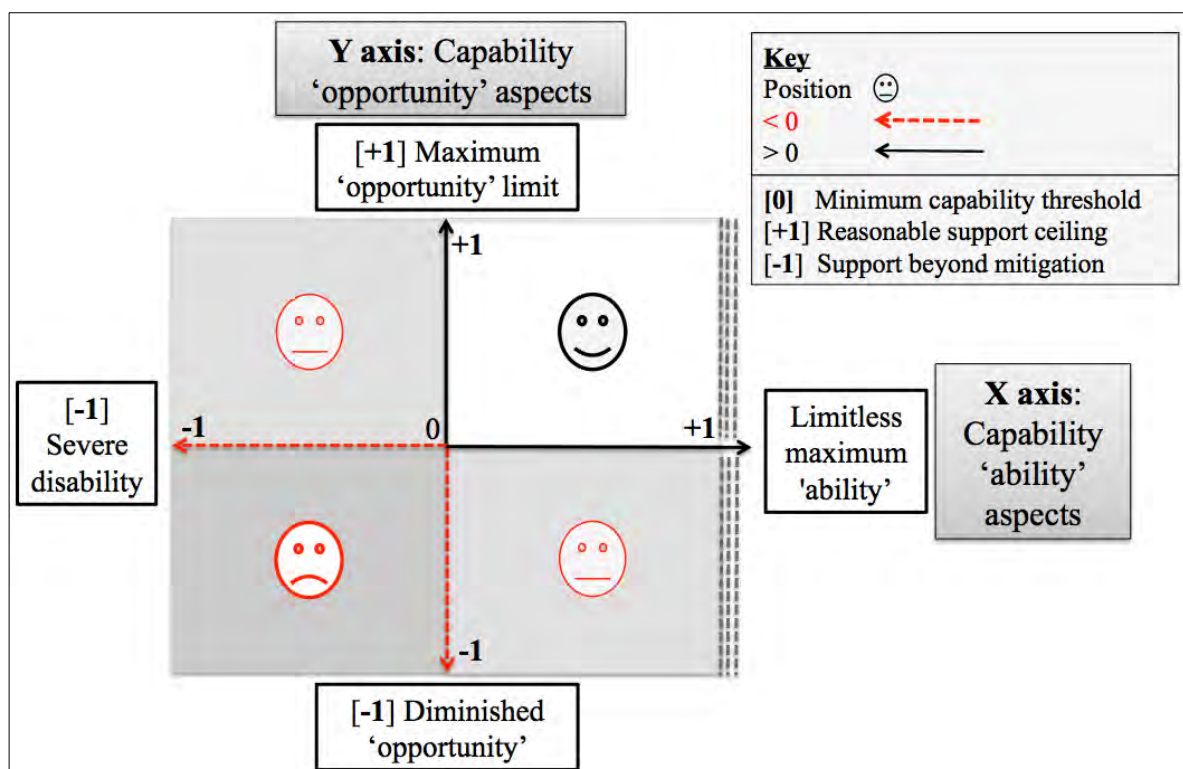 Y axis: Capability
‘opportunity’ aspects
[+1] Maximum
‘opportunity’ limit
Key
Position
< 0
> 0
[0] Minimum capability threshold
[+1] Reasonable support ceiling
[-1] Support beyond mitigation
+1
[-1]
Severe
disability
-1
0
+1
Limitless
maximum
'ability’
X axis:
Capability
‘ability’
aspects
-1
[-1] Diminished
‘opportunity’